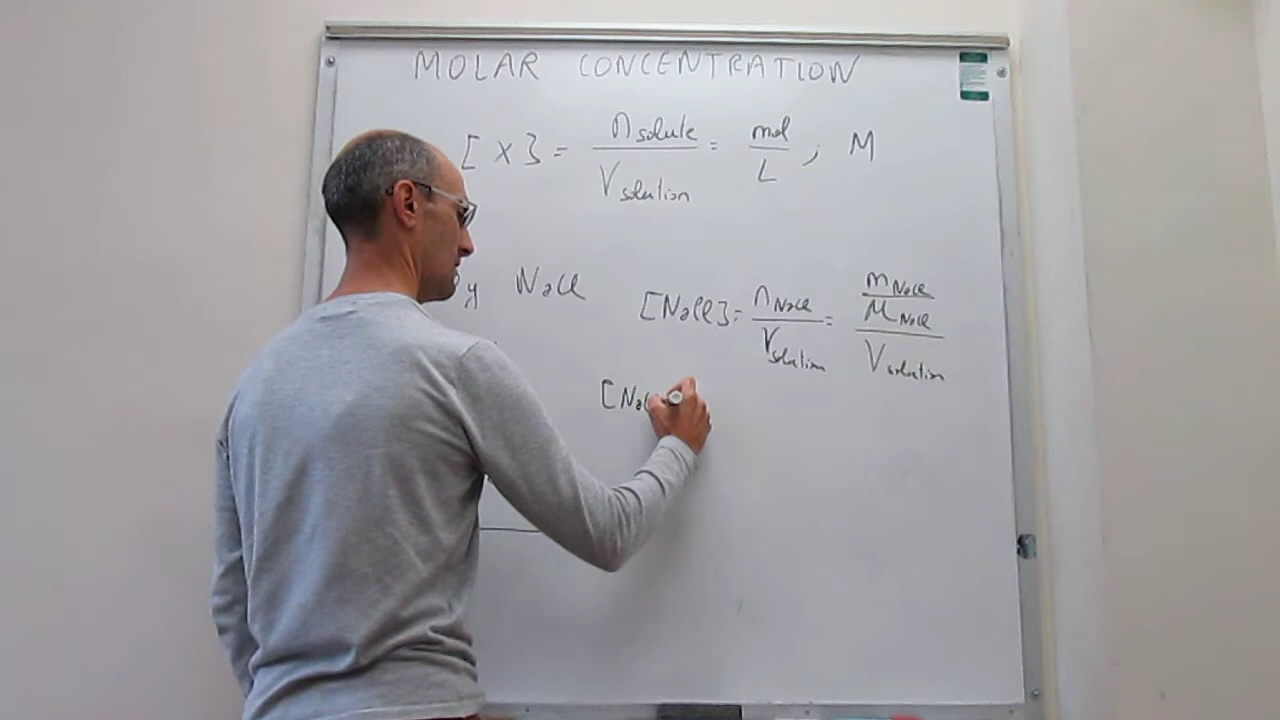 MOLAR CONCENTRATION
[X] = n solute / V solution = mol / L ; M
g NaCl
[NaCl] = n NaCl / V solution = m NaCl / M NaCl / V solution
[NaCl